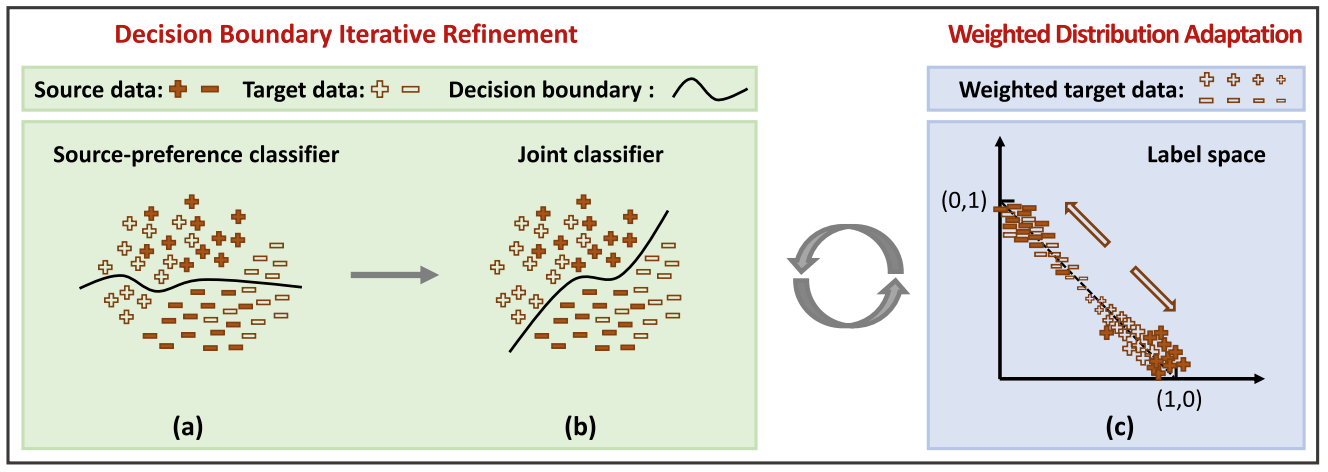 Decision Boundary Iterative Refinement
Weighted Distribution Adaptation
Source data:
Target data:
Decision boundary :
Weighted target data:
Source-preference classifier
Joint classifier
Label space
(0,1)
(1,0)
(a)
(b)
(c)